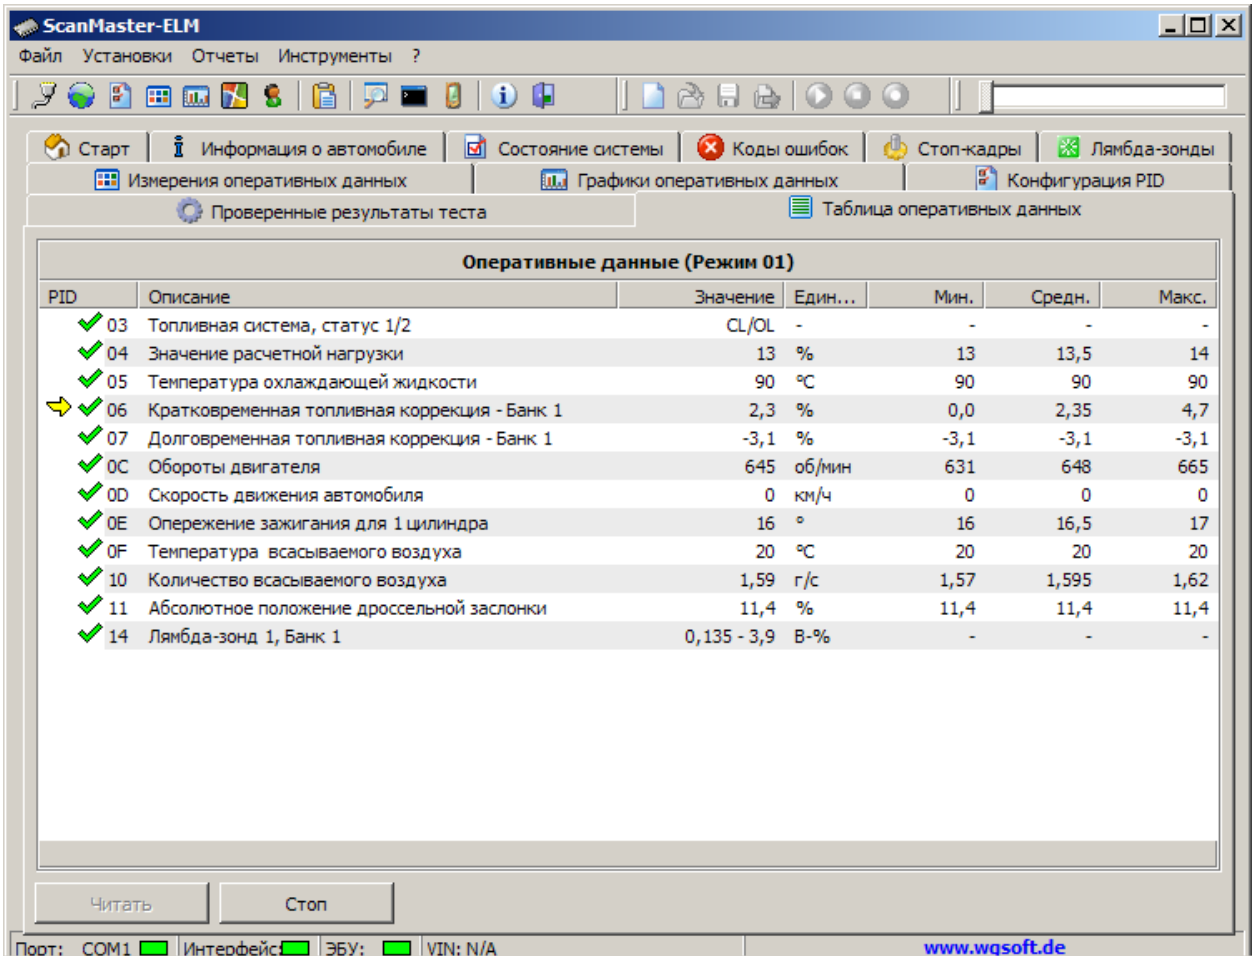 ScanMaster-ELM
Файл Установки Отчеты Инструменты ?
Старт Информация о автомобиле Состояние системы Коды ошибок Стоп-кадры Лямбда-зонды
Измерения оперативных данных Графики оперативных данных Конфигурация PID
Проверенные результаты теста Таблица оперативных данных
Оперативные данные (Режим 01)
PID Описание Значение Един... Мин. Средн. Макс.
03 Топливная система, статус 1/2 CL/OL - - - -
04 Значение расчетной нагрузки 13 % 13 13,5 14
05 Температура охлаждающей жидкости 90 °C 90 90 90
06 Кратковременная топливная коррекция - Банк 1 2,3 % 0,0 2,35 4,7
07 Долговременная топливная коррекция - Банк 1 -3,1 % -3,1 -3,1 -3,1
0C Обороты двигателя 645 об/мин 631 648 665
0D Скорость движения автомобиля 0 км/ч 0 0 0
0E Опережение зажигания для 1 цилиндра 16 ° 16 16,5 17
0F Температура всасываемого воздуха 20 °C 20 20 20
10 Количество всасываемого воздуха 1,59 г/с 1,57 1,595 1,62
11 Абсолютное положение дроссельной заслонки 11,4 % 11,4 11,4 11,4
14 Лямбда-зонд 1, Банк 1 0,135 - 3,9 В-% - - -
Читать Стоп
Порт: COM1 Интерфейс: ЭБУ: VIN: N/A www.wgsoft.de